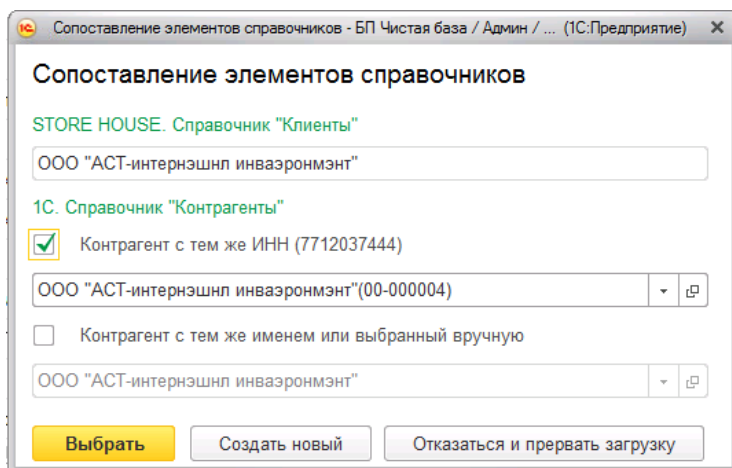 1С Сопоставление элементов справочников - БП Чистая база / Админ / ... (1С:Предприятие)
Сопоставление элементов справочников
STORE HOUSE. Справочник "Клиенты"
ООО "АСТ-интернэшнл инваэронмэнт"
1С. Справочник "Контрагенты"
Контрагент с тем же ИНН (7712037444)
ООО "АСТ-интернэшнл инваэронмэнт"(00-000004)
Контрагент с тем же именем или выбранный вручную
ООО "АСТ-интернэшнл инваэронмэнт"
Выбрать Создать новый Отказаться и прервать загрузку